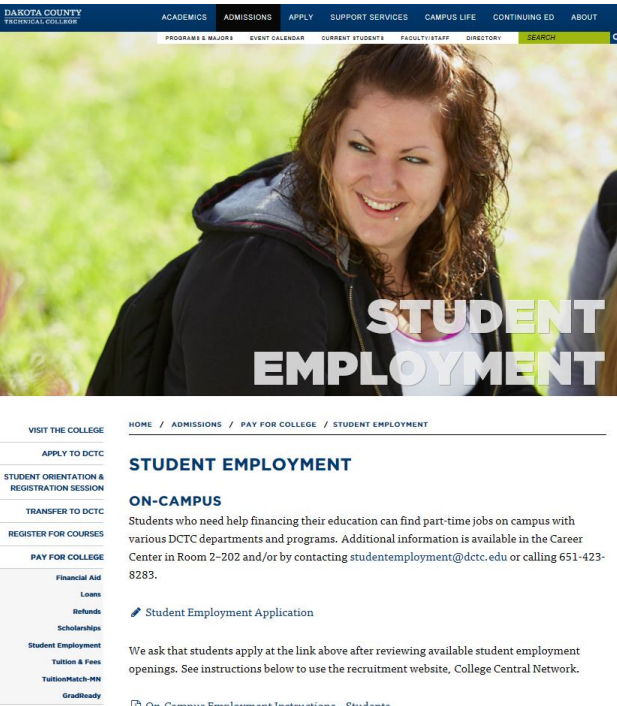 DAKOTA COUNTY
TECHNICAL COLLEGE
ACADEMICS ADMISSIONS APPLY SUPPORT SERVICES CAMPUS LIFE CONTINUING ED ABOUT
PROGRAMS & MAJORS EVENT CALENDAR CURRENT STUDENTS FACULTY/STAFF DIRECTORY SEARCH
STUDENT
EMPLOYMENT
VISIT THE COLLEGE
APPLY TO DCTC
STUDENT ORIENTATION &
REGISTRATION SESSION
TRANSFER TO DCTC
REGISTER FOR COURSES
PAY FOR COLLEGE
Financial Aid
Loans
Refunds
Scholarships
Student Employment
Tuition & Fees
TuitionMatch-MN
GradReady
HOME / ADMISSIONS / PAY FOR COLLEGE / STUDENT EMPLOYMENT
STUDENT EMPLOYMENT
ON-CAMPUS
Students who need help financing their education can find part-time jobs on campus with
various DCTC departments and programs. Additional information is available in the Career
Center in Room 2–202 and/or by contacting studentemployment@dctc.edu or calling 651-423-
8283.
Student Employment Application
We ask that students apply at the link above after reviewing available student employment
openings. See instructions below to use the recruitment website, College Central Network.
On-Campus Employment Instructions – Students